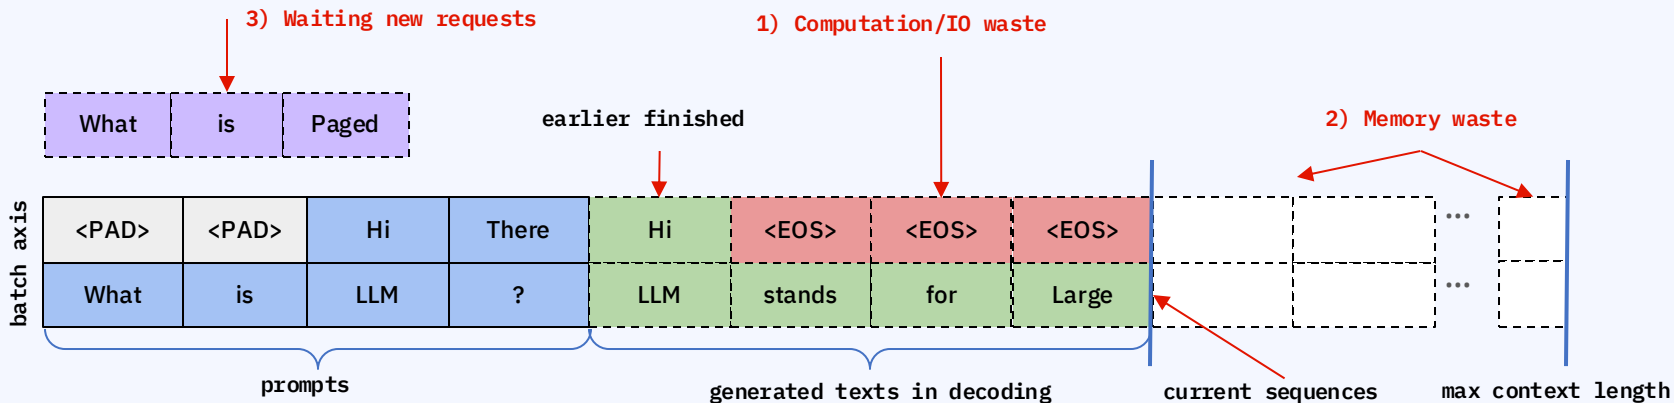 3) Waiting new requests
1) Computation/IO waste
What is Paged
earlier finished
2) Memory waste
batch axis
<PAD> <PAD> Hi There Hi <EOS> <EOS> <EOS> ...
What is LLM ? LLM stands for Large ...
prompts
generated texts in decoding
current sequences
max context length